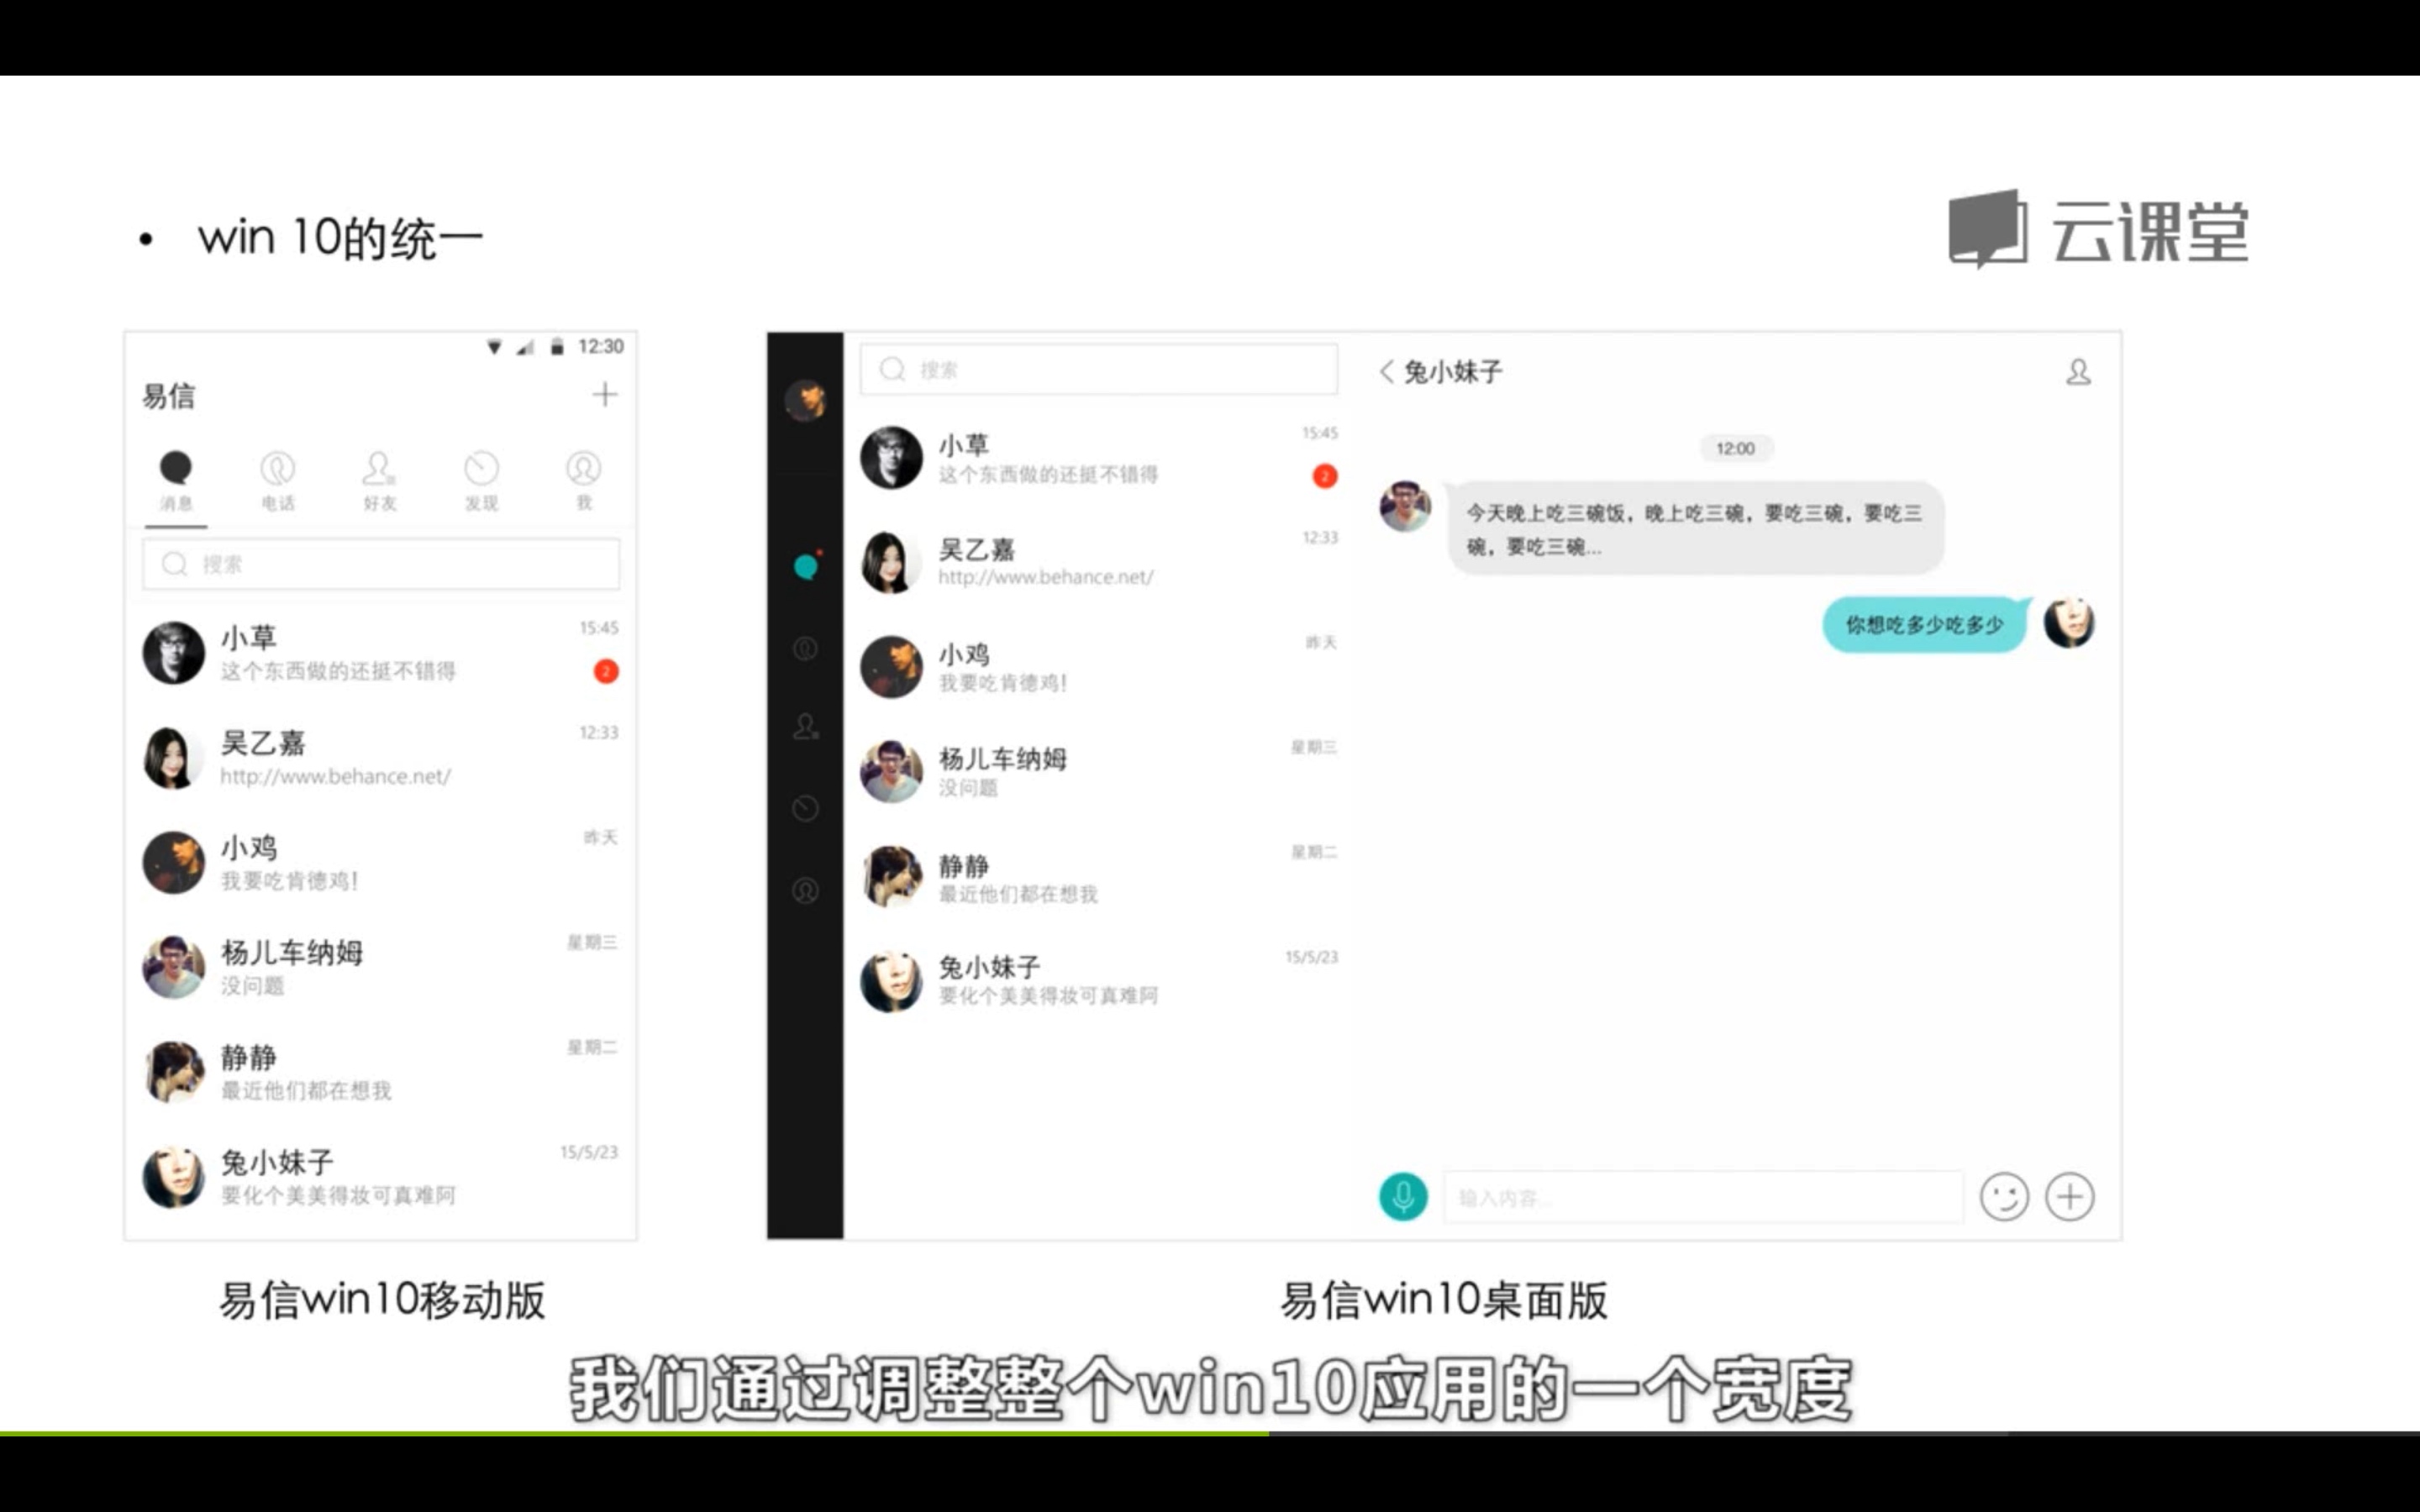 • win 10的统一
云课堂
12:30
易信
消息 电话 好友 发现 我
搜索
小草 15:45
这个东西做的还挺不错得 2
吴乙嘉 12:33
http://www.behance.net/
小鸡 昨天
我要吃肯德鸡!
杨儿车纳姆 星期三
没问题
静静 星期二
最近他们都在想我
兔小妹子 15/5/23
要化个美美得妆可真难阿
易信win10移动版
搜索
小草 15:45
这个东西做的还挺不错得 2
吴乙嘉 12:33
http://www.behance.net/
小鸡 昨天
我要吃肯德鸡!
杨儿车纳姆 星期三
没问题
静静 星期二
最近他们都在想我
兔小妹子 15/5/23
要化个美美得妆可真难阿
兔小妹子
12:00
今天晚上吃三碗饭，晚上吃三碗，要吃三碗，要吃三
碗，要吃三碗...
你想吃多少吃多少
输入内容...
易信win10桌面版
我们通过调整整个win10应用的一个宽度